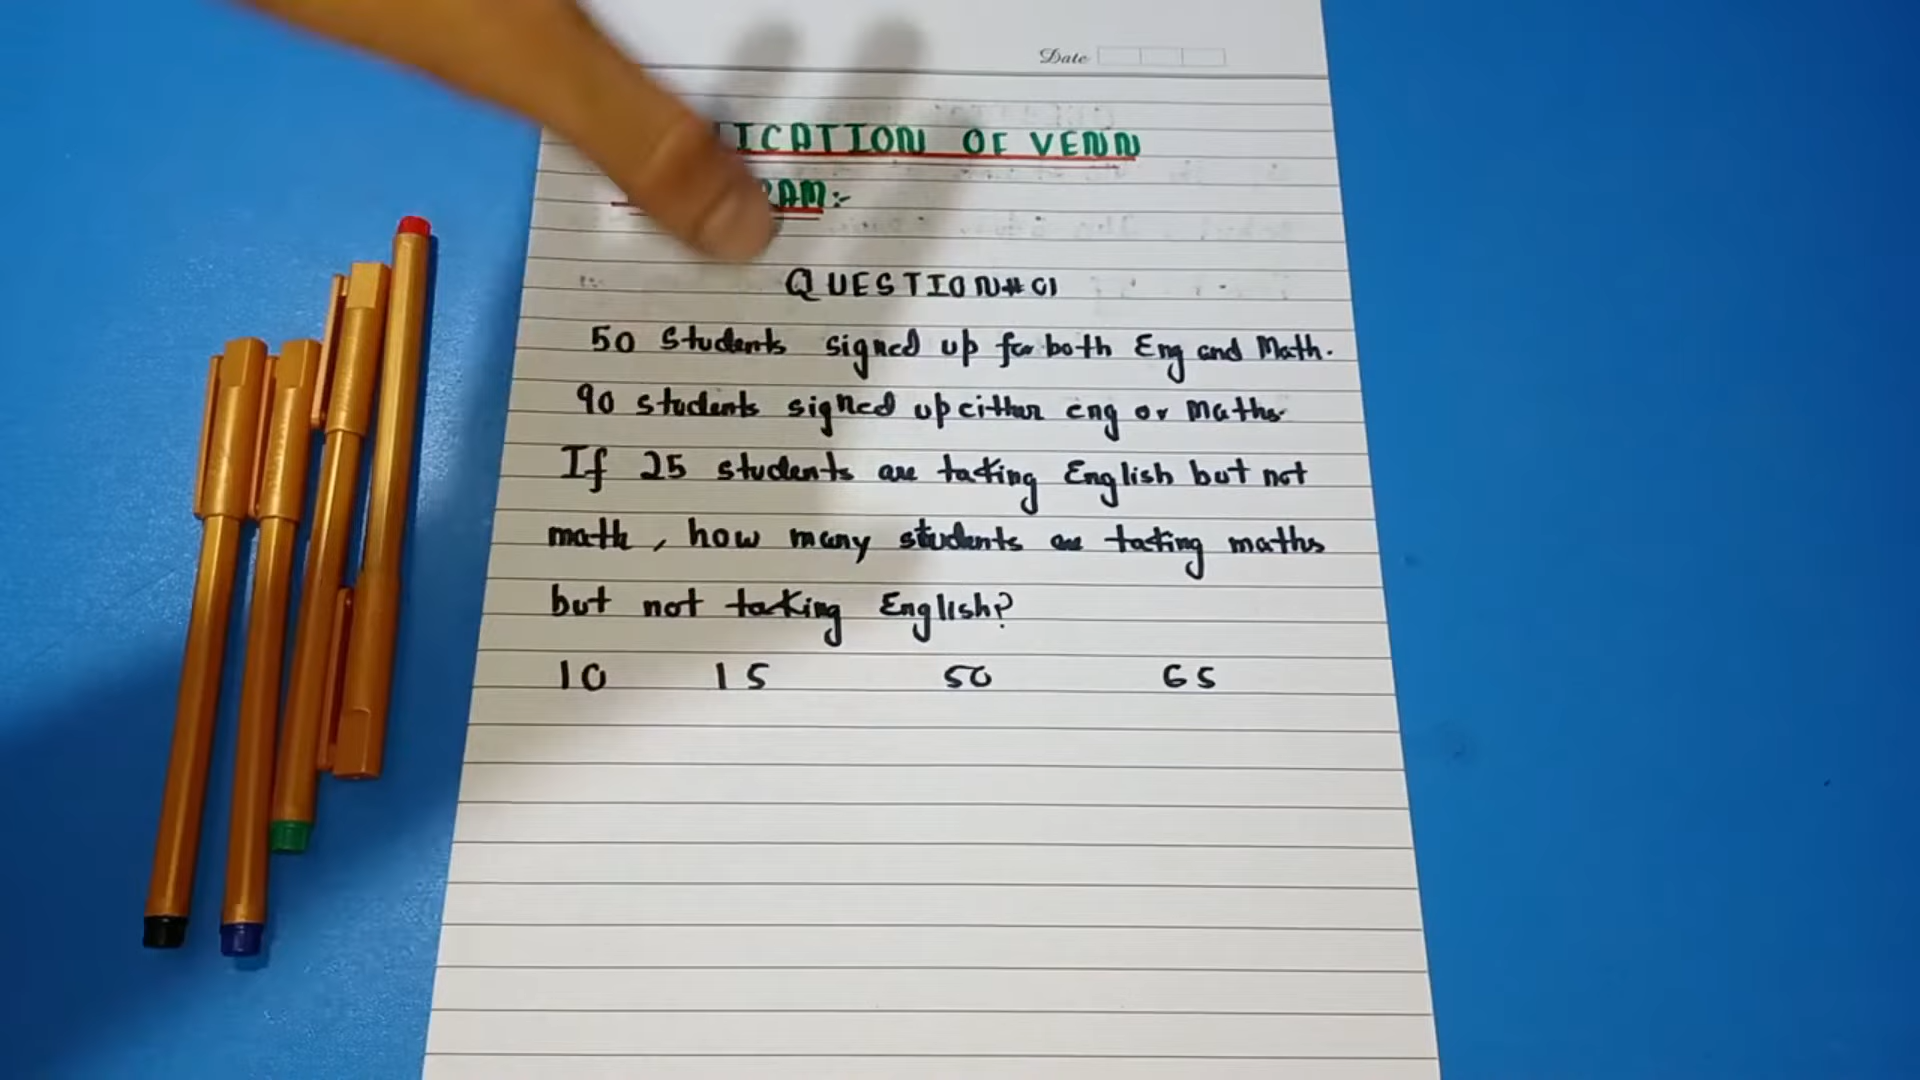 Date
OF VENN
QUESTION# 01
50 Students signed up for both Eng and Math.
90 students signed up either eng or Maths.
If 25 students are taking English but not
math, how many students are taking maths
but not taking English?
10 15 50 65